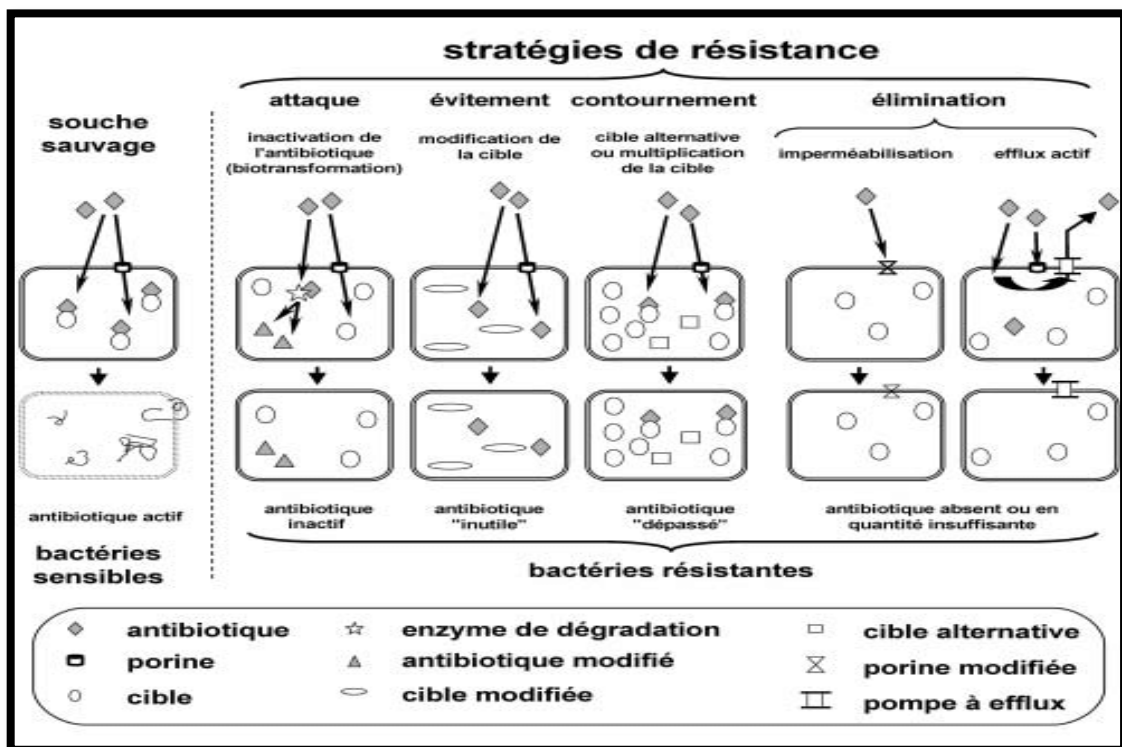 stratégies de résistance
souche
sauvage
attaque
inactivation de
l'antibiotique
(biotransformation)
évitement
modification de
la cible
contournement
cible alternative
ou multiplication
de la cible
élimination
imperméabilisation
efflux actif
antibiotique actif
bactéries
sensibles
antibiotique
inactif
antibiotique
"inutile"
antibiotique
"dépassé"
antibiotique absent ou en
quantité insuffisante
bactéries résistantes
antibiotique
porine
cible
enzyme de dégradation
antibiotique modifié
cible modifiée
cible alternative
porine modifiée
pompe à efflux